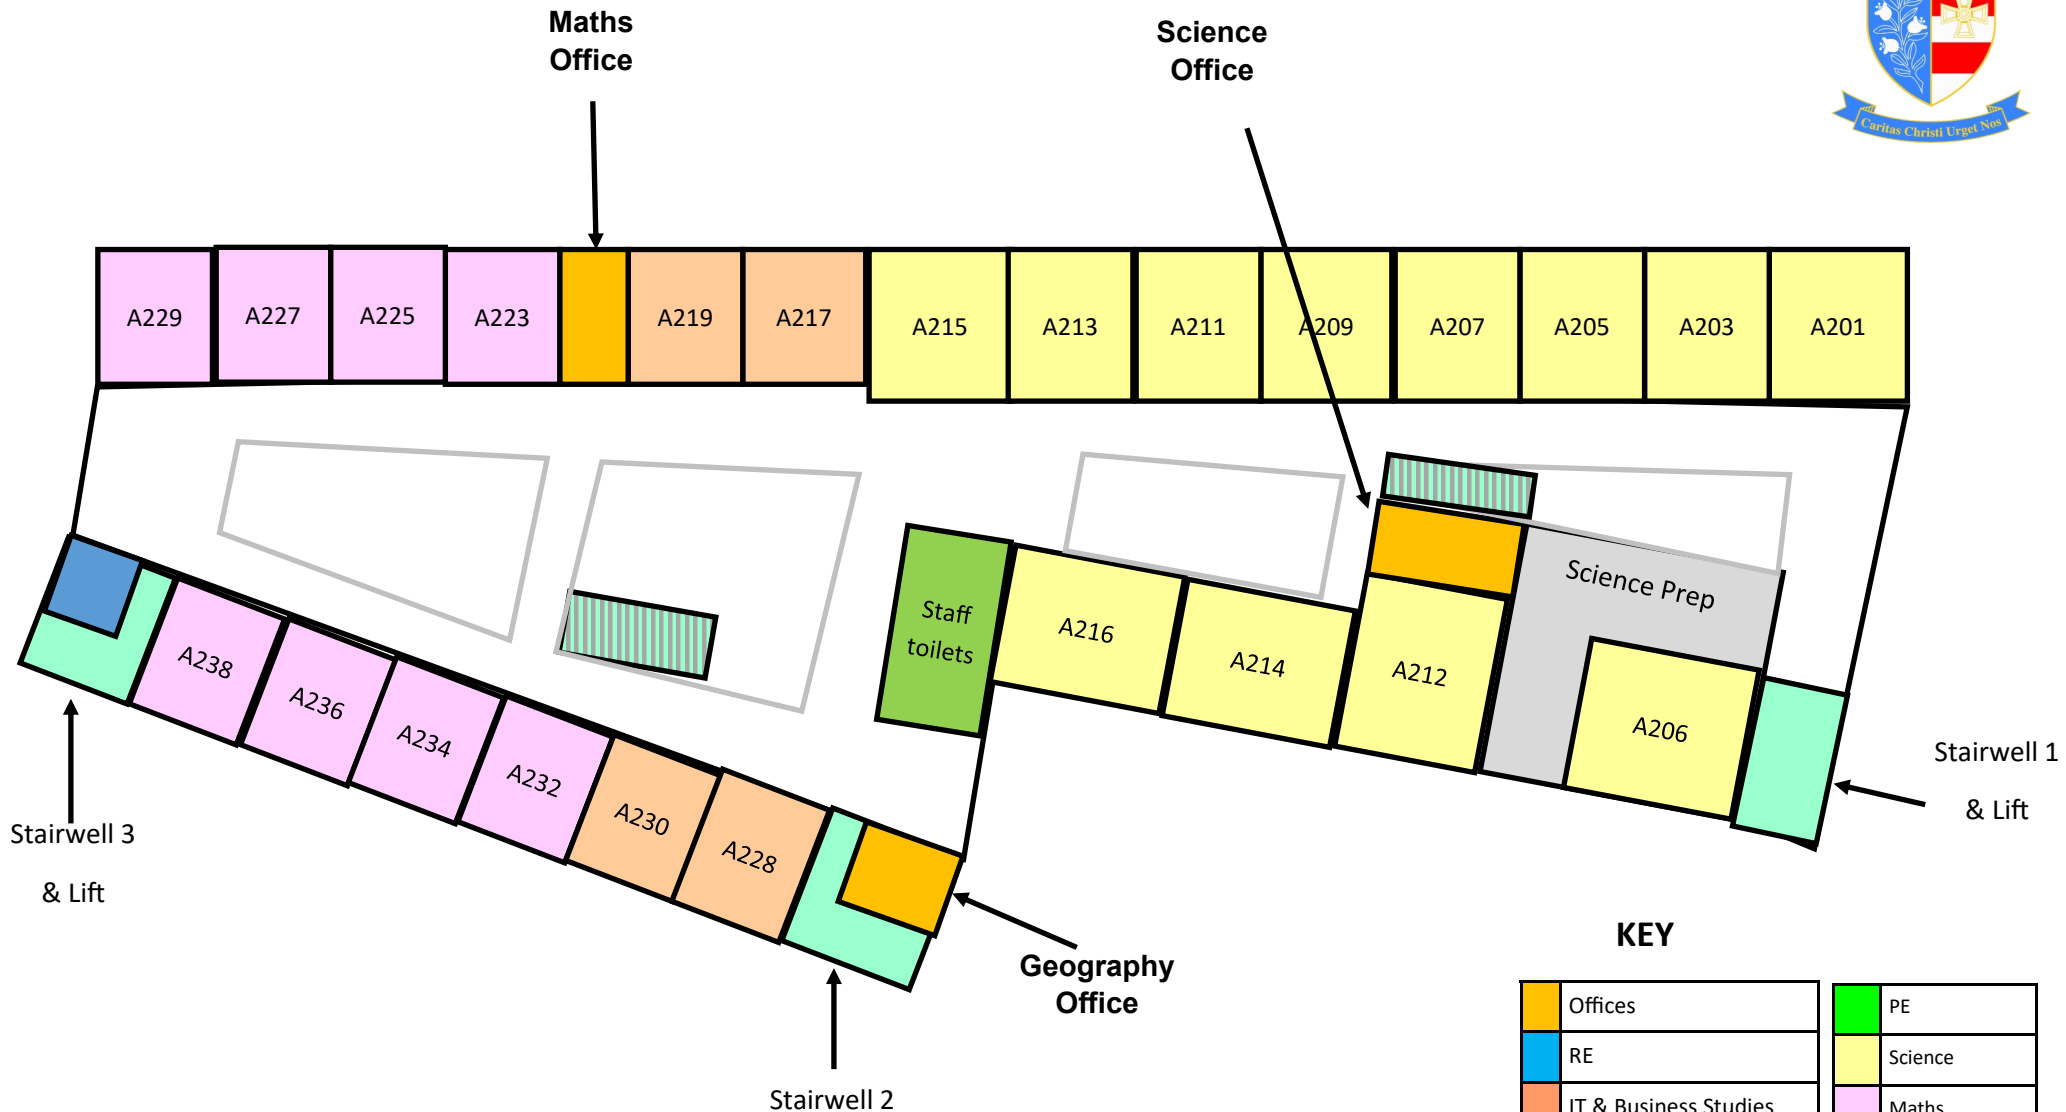 Maths
Office
Science
Office
Caritas Christi Urget Nos
A229
A227
A225
A223
A219
A217
A215
A213
A211
A209
A207
A205
A203
A201
Staff
toilets
A216
A214
A212
Science Prep
A206
Stairwell 1
& Lift
A238
A236
A234
A232
A230
A228
Stairwell 3
& Lift
Geography
Office
Stairwell 2
KEY
Offices
PE
RE
Science
IT & Business Studies
Maths